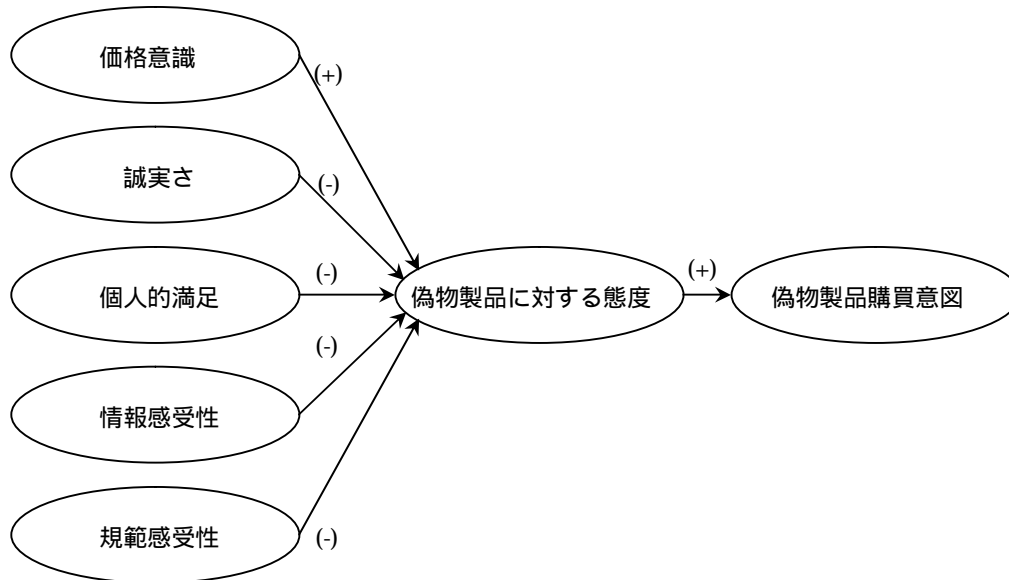 価格意識
(+)
誠実さ
(-)
個人的満足
(-)
偽物製品に対する態度
(+)
偽物製品購買意図
(-)
情報感受性
規範感受性
(-)